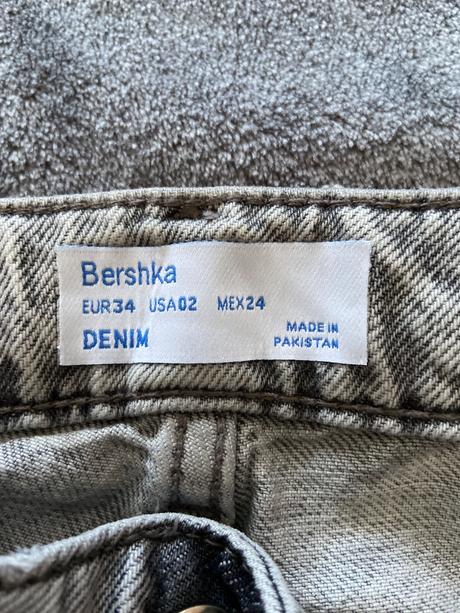 Bershka
EUR34 USA02 MEX24
DENIM
MADE IN
PAKISTAN